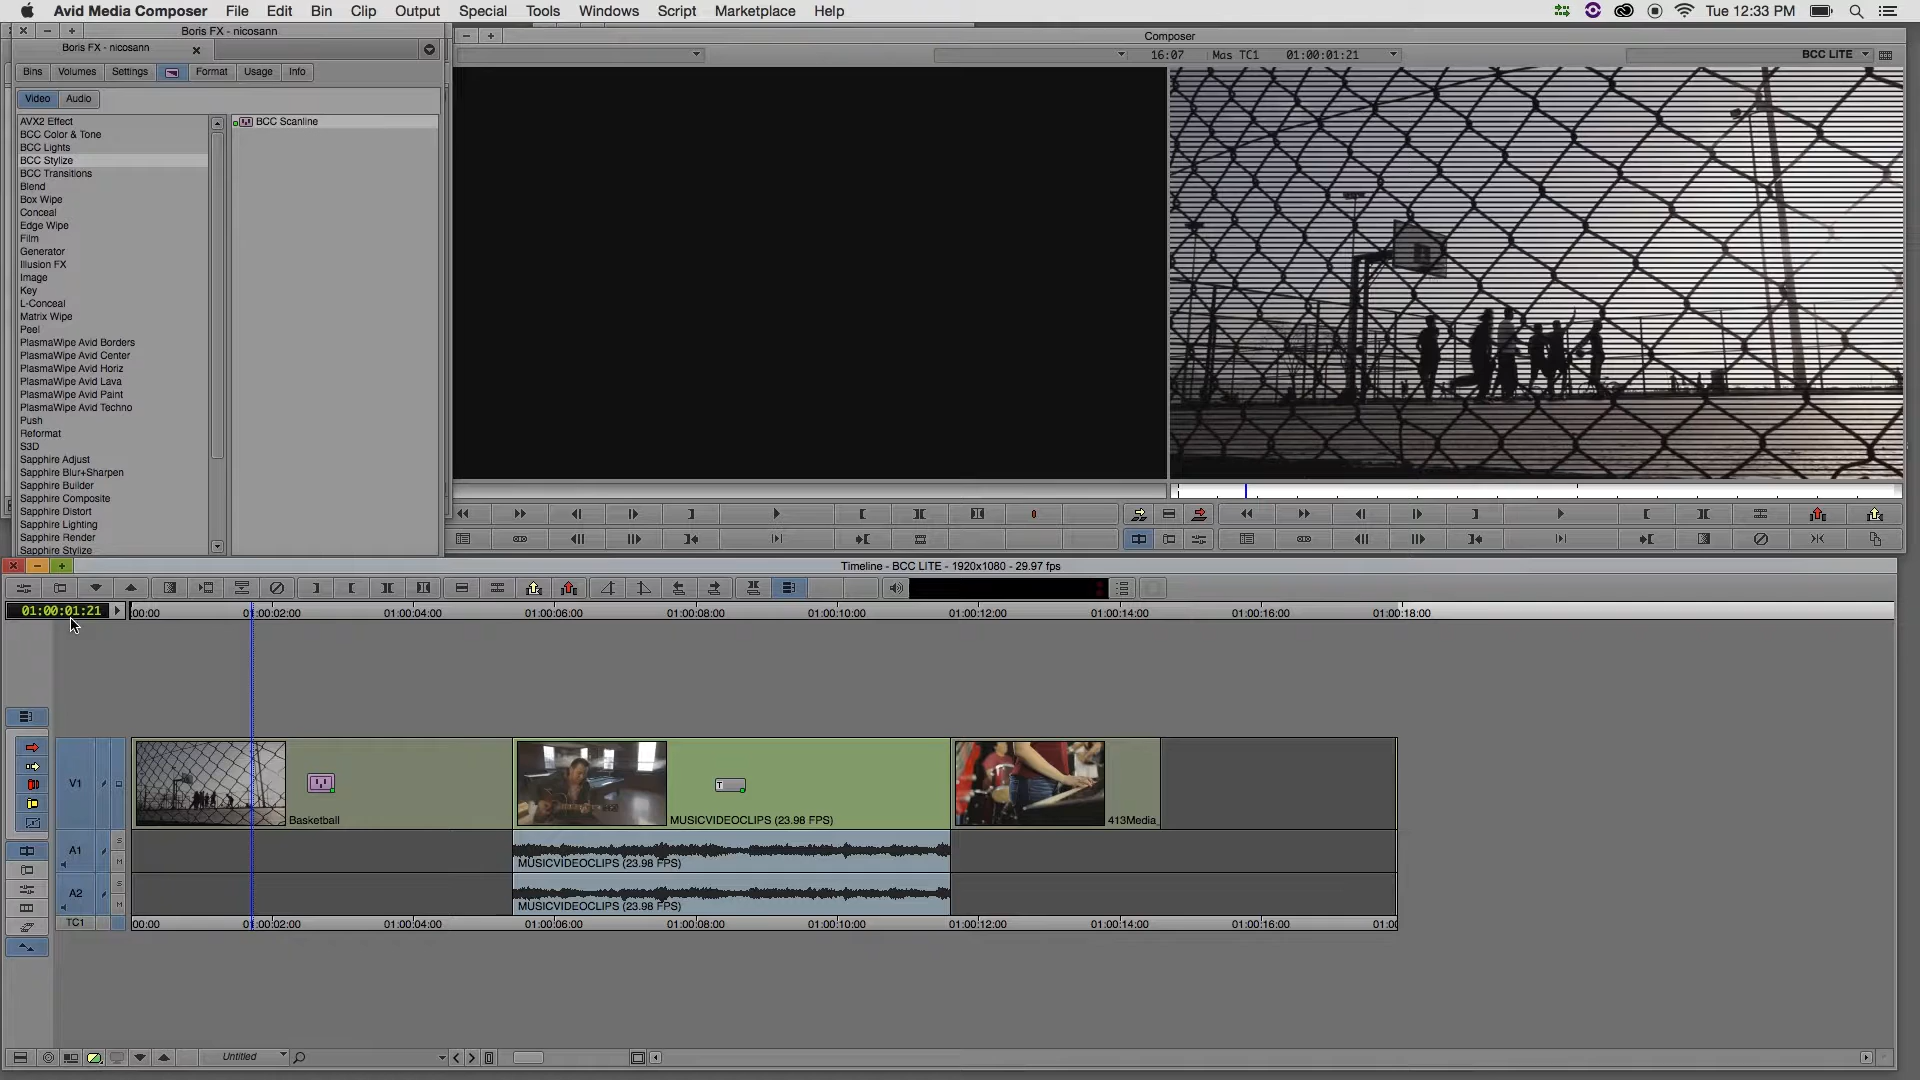 Avid Media Composer File Edit Bin Clip Output Special Tools Windows Script Marketplace Help Tue 12:33 PM
Boris FX - nicosann
Composer
Boris FX - nicosann
16:07 Mas TC1 01:00:01:21 BCC LITE
Bins Volumes Settings Format Usage Info
Video Audio
AVX2 Effect
BCC Scanline
BCC Color & Tone
BCC Lights
BCC Stylize
BCC Transitions
Blend
Box Wipe
Conceal
Edge Wipe
Film
Generator
Illusion FX
Image
Key
L-Conceal
Matrix Wipe
Peel
PlasmaWipe Avid Borders
PlasmaWipe Avid Center
PlasmaWipe Avid Horiz
PlasmaWipe Avid Lava
PlasmaWipe Avid Paint
PlasmaWipe Avid Techno
Push
Reformat
S3D
Sapphire Adjust
Sapphire Blur+Sharpen
Sapphire Builder
Sapphire Composite
Sapphire Distort
Sapphire Lighting
Sapphire Render
Sapphire Stylize
Timeline - BCC LITE - 1920x1080 - 29.97 fps
01:00:01:21 00:00 01:00:02:00 01:00:04:00 01:00:06:00 01:00:08:00 01:00:10:00 01:00:12:00 01:00:14:00 01:00:16:00 01:00:18:00
V1
T
Basketball MUSICVIDEOCLIPS (23.98 FPS) 413Media_
A1 S M
MUSICVIDEOCLIPS (23.98 FPS)
A2 S M
MUSICVIDEOCLIPS (23.98 FPS)
TC1 00:00 01:00:02:00 01:00:04:00 01:00:06:00 01:00:08:00 01:00:10:00 01:00:12:00 01:00:14:00 01:00:16:00 01:00
Untitled